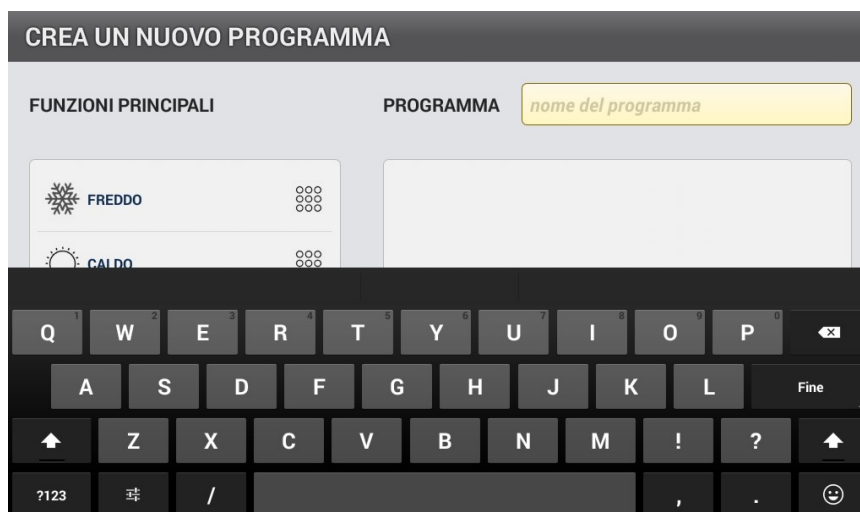 CREA UN NUOVO PROGRAMMA
FUNZIONI PRINCIPALI PROGRAMMA nome del programma
FREDDO
CALDO
Q 1 W 2 E 3 R 4 T 5 Y 6 U 7 I 8 O 9 P 0
A S D F G H J K L Fine
Z X C V B N M ! ?
?123 / , .